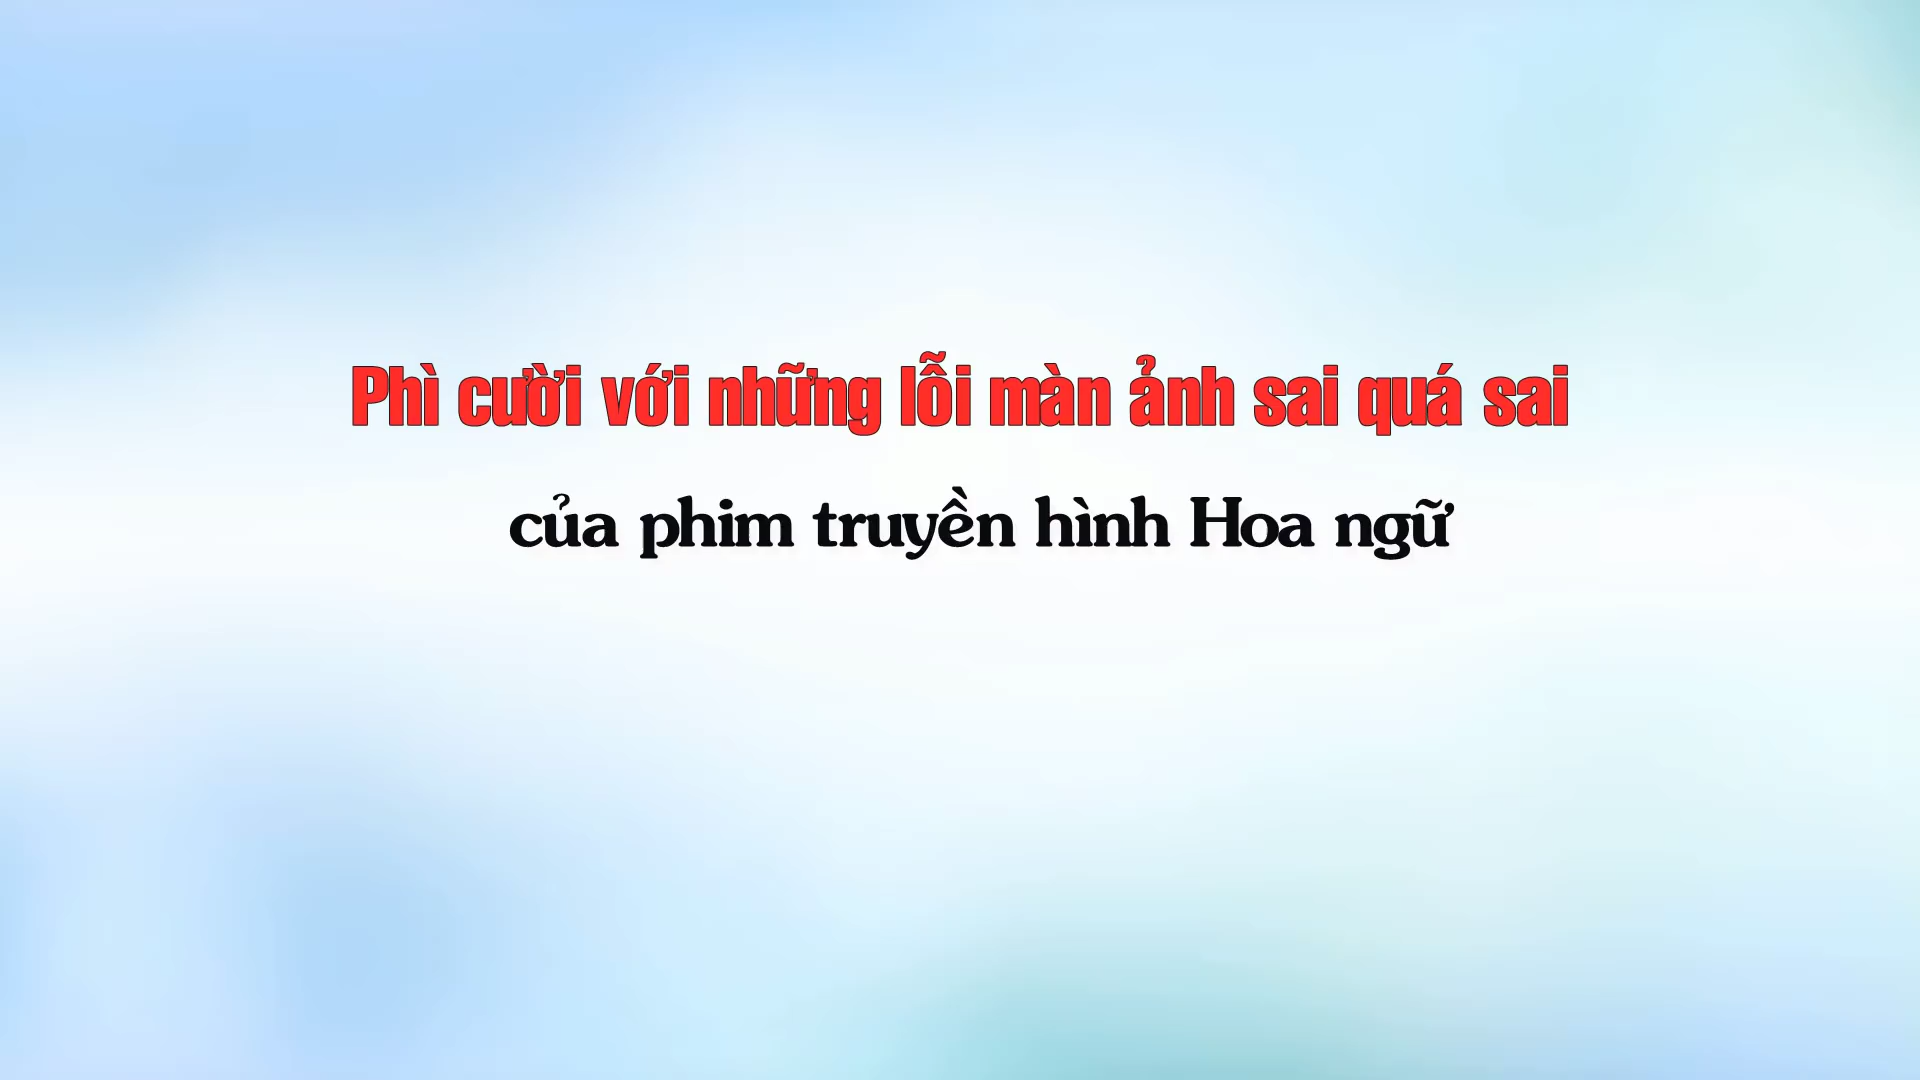 Phì cười với những lỗi màn ảnh sai quá sai
của phim truyền hình Hoa ngữ